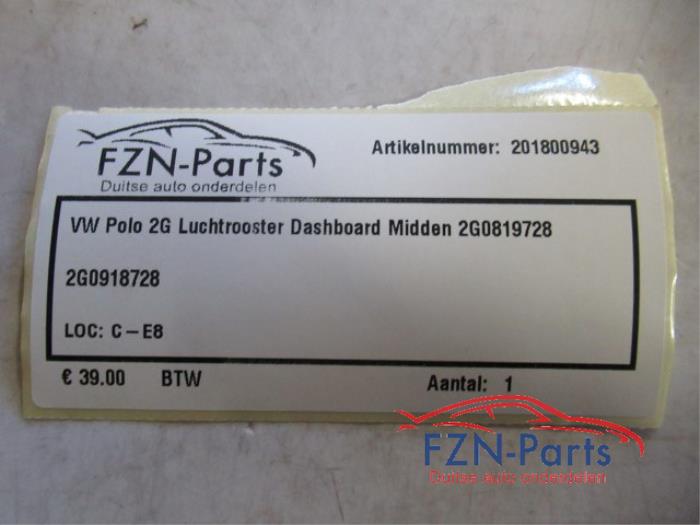 FZN-Parts
Duitse auto onderdelen
Artikelnummer: 201800943
VW Polo 2G Luchtrooster Dashboard Midden 2G0819728
2G0918728
LOC: C-E8
€ 39.00 BTW Aantal: 1
FZN-Parts
Duitse auto onderdelen